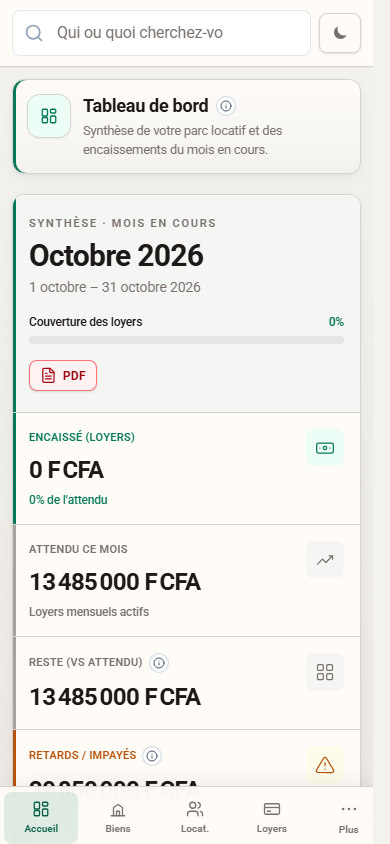 Qui ou quoi cherchez-vo
Tableau de bord
Synthèse de votre parc locatif et des
encaissements du mois en cours.
SYNTHÈSE · MOIS EN COURS
Octobre 2026
1 octobre – 31 octobre 2026
Couverture des loyers 0%
PDF
ENCAISSÉ (LOYERS)
0 FCFA
0% de l'attendu
ATTENDU CE MOIS
13 485 000 FCFA
Loyers mensuels actifs
RESTE (VS ATTENDU)
13 485 000 FCFA
RETARDS / IMPAYÉS
Accueil Biens Locat. Loyers Plus